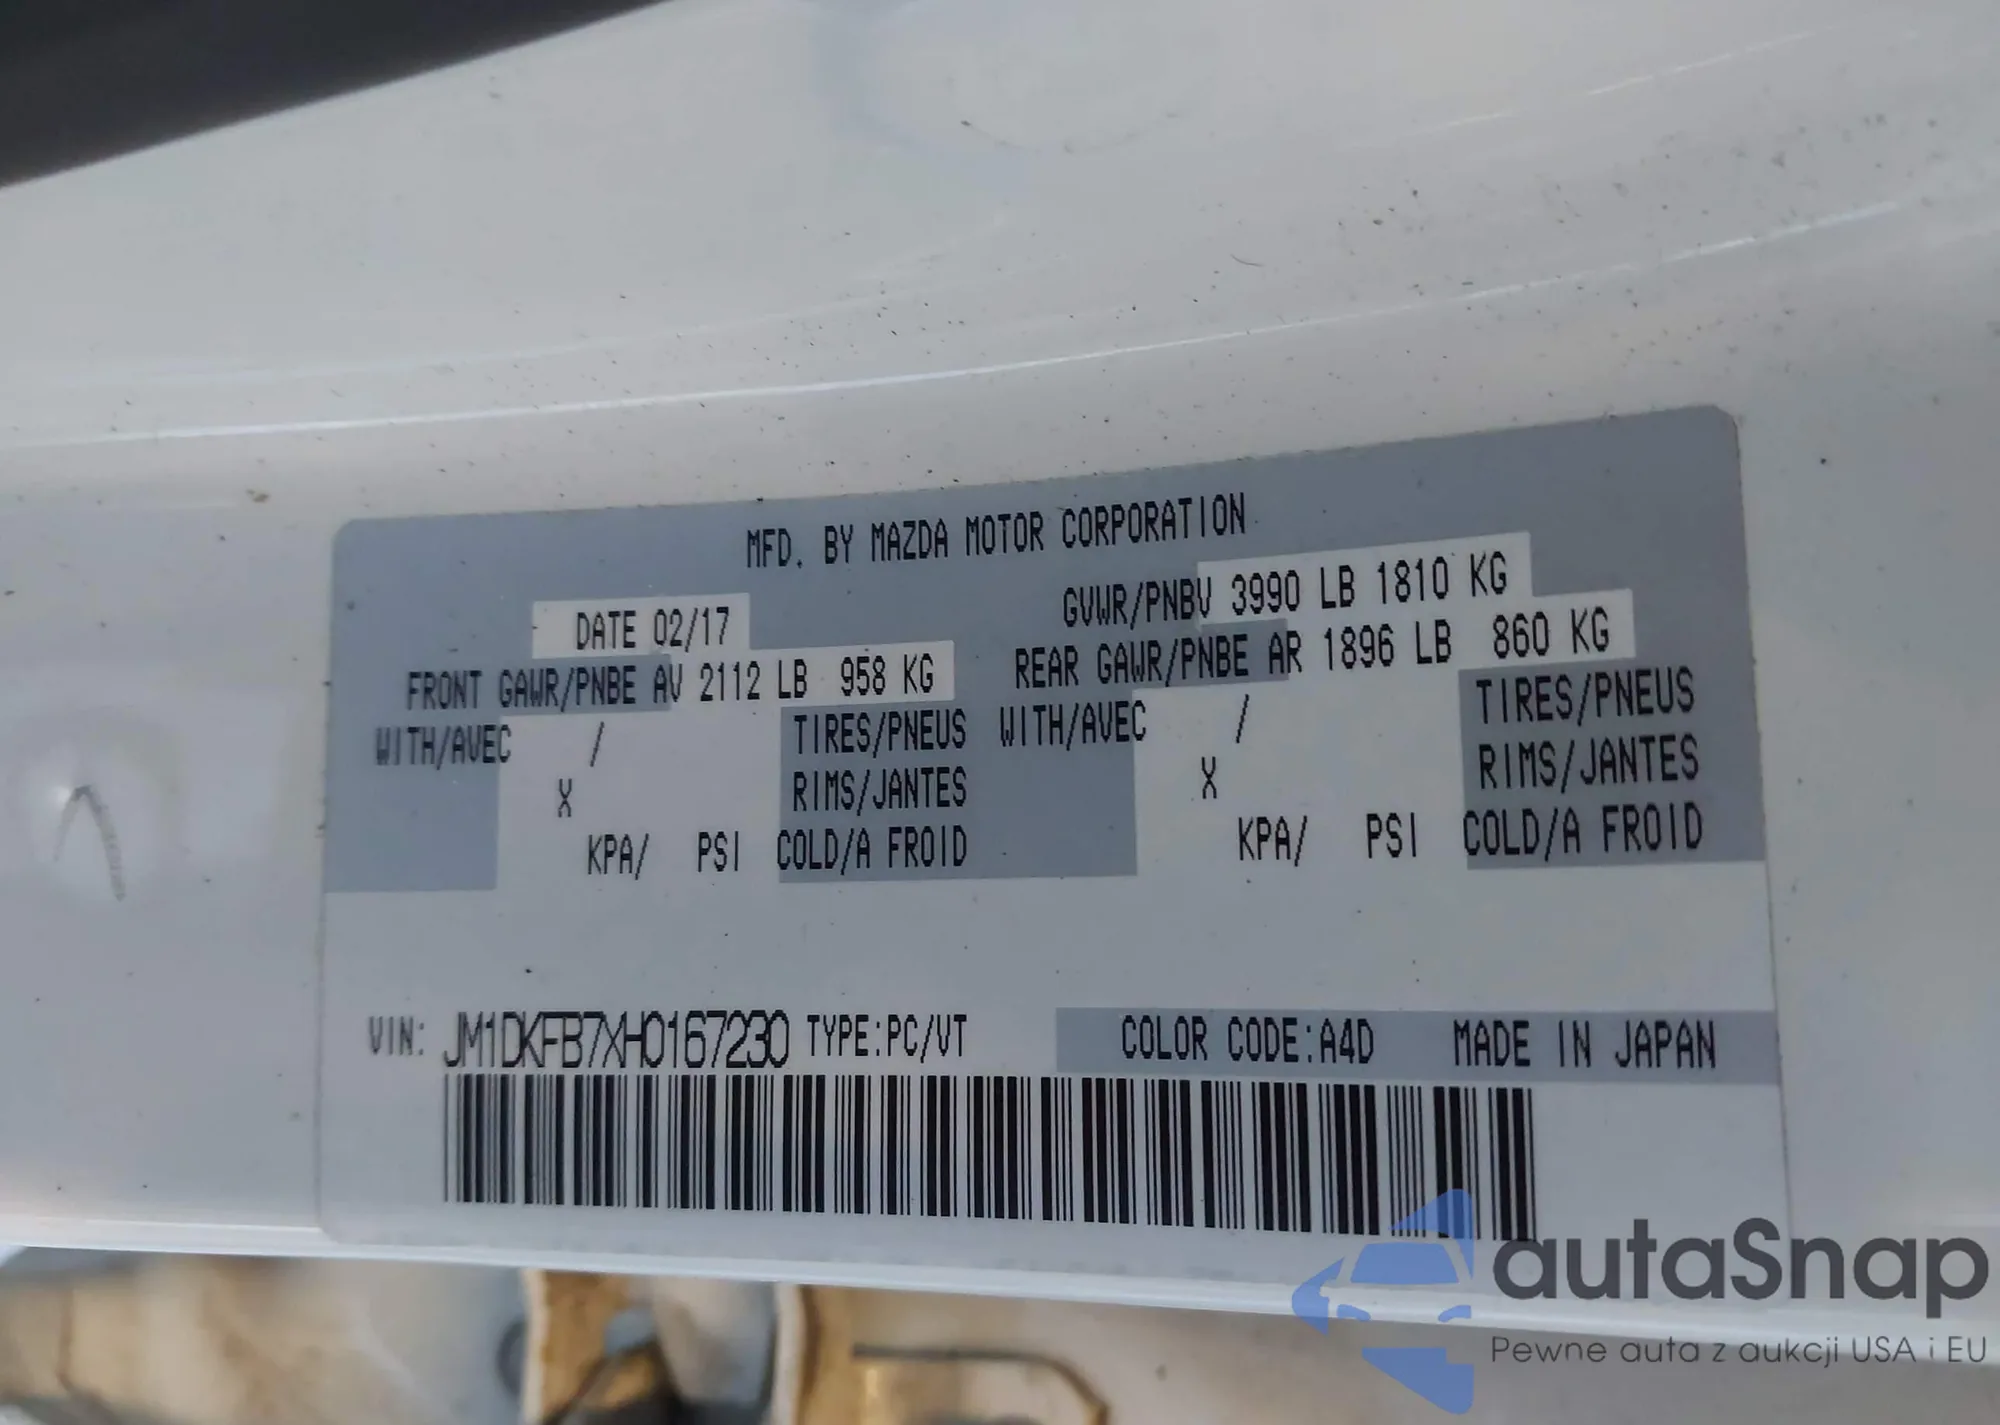 MFD. BY MAZDA MOTOR CORPORATION
DATE 02/17
GVWR/PNBV 3990 LB 1810 KG
FRONT GAWR/PNBE AV 2112 LB 958 KG
REAR GAWR/PNBE AR 1896 LB 860 KG
WITH/AVEC / TIRES/PNEUS WITH/AVEC / TIRES/PNEUS
X RIMS/JANTES X RIMS/JANTES
KPA/ PSI COLD/A FROID KPA/ PSI COLD/A FROID
VIN: JM1DKFB7XH0167230 TYPE:PC/VT COLOR CODE:A4D MADE IN JAPAN
autaSnap
Pewne auta z aukcji USA i EU